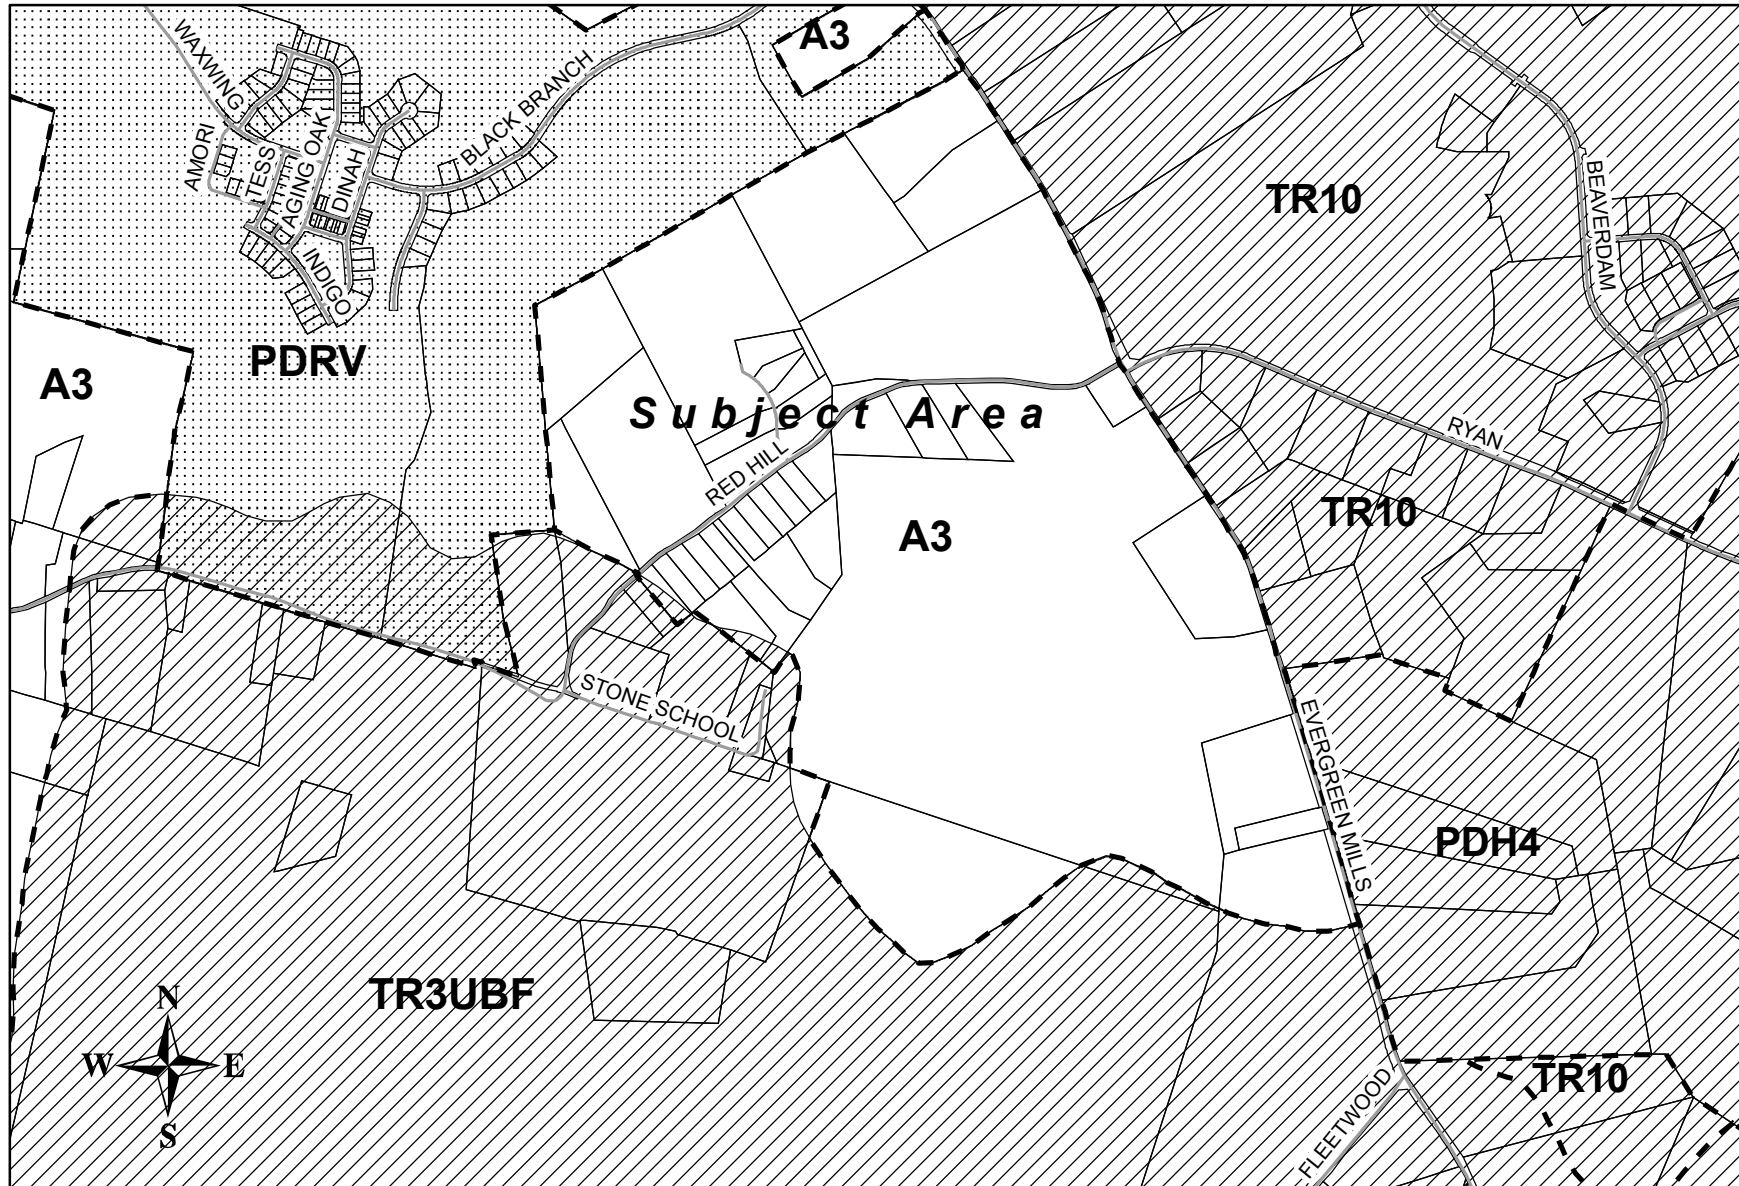 A3
WAXWING
BLACK BRANCH
AMORI
TESS
AGING OAK
DINAH
INDIGO
TR10
BEAVERDAM
PDRV
A3
Subject Area
RYAN
RED HILL
TR10
A3
STONE SCHOOL
EVERGREEN MILLS
PDH4
TR3UBF
N
W E
S
TR10
FLEETWOOD